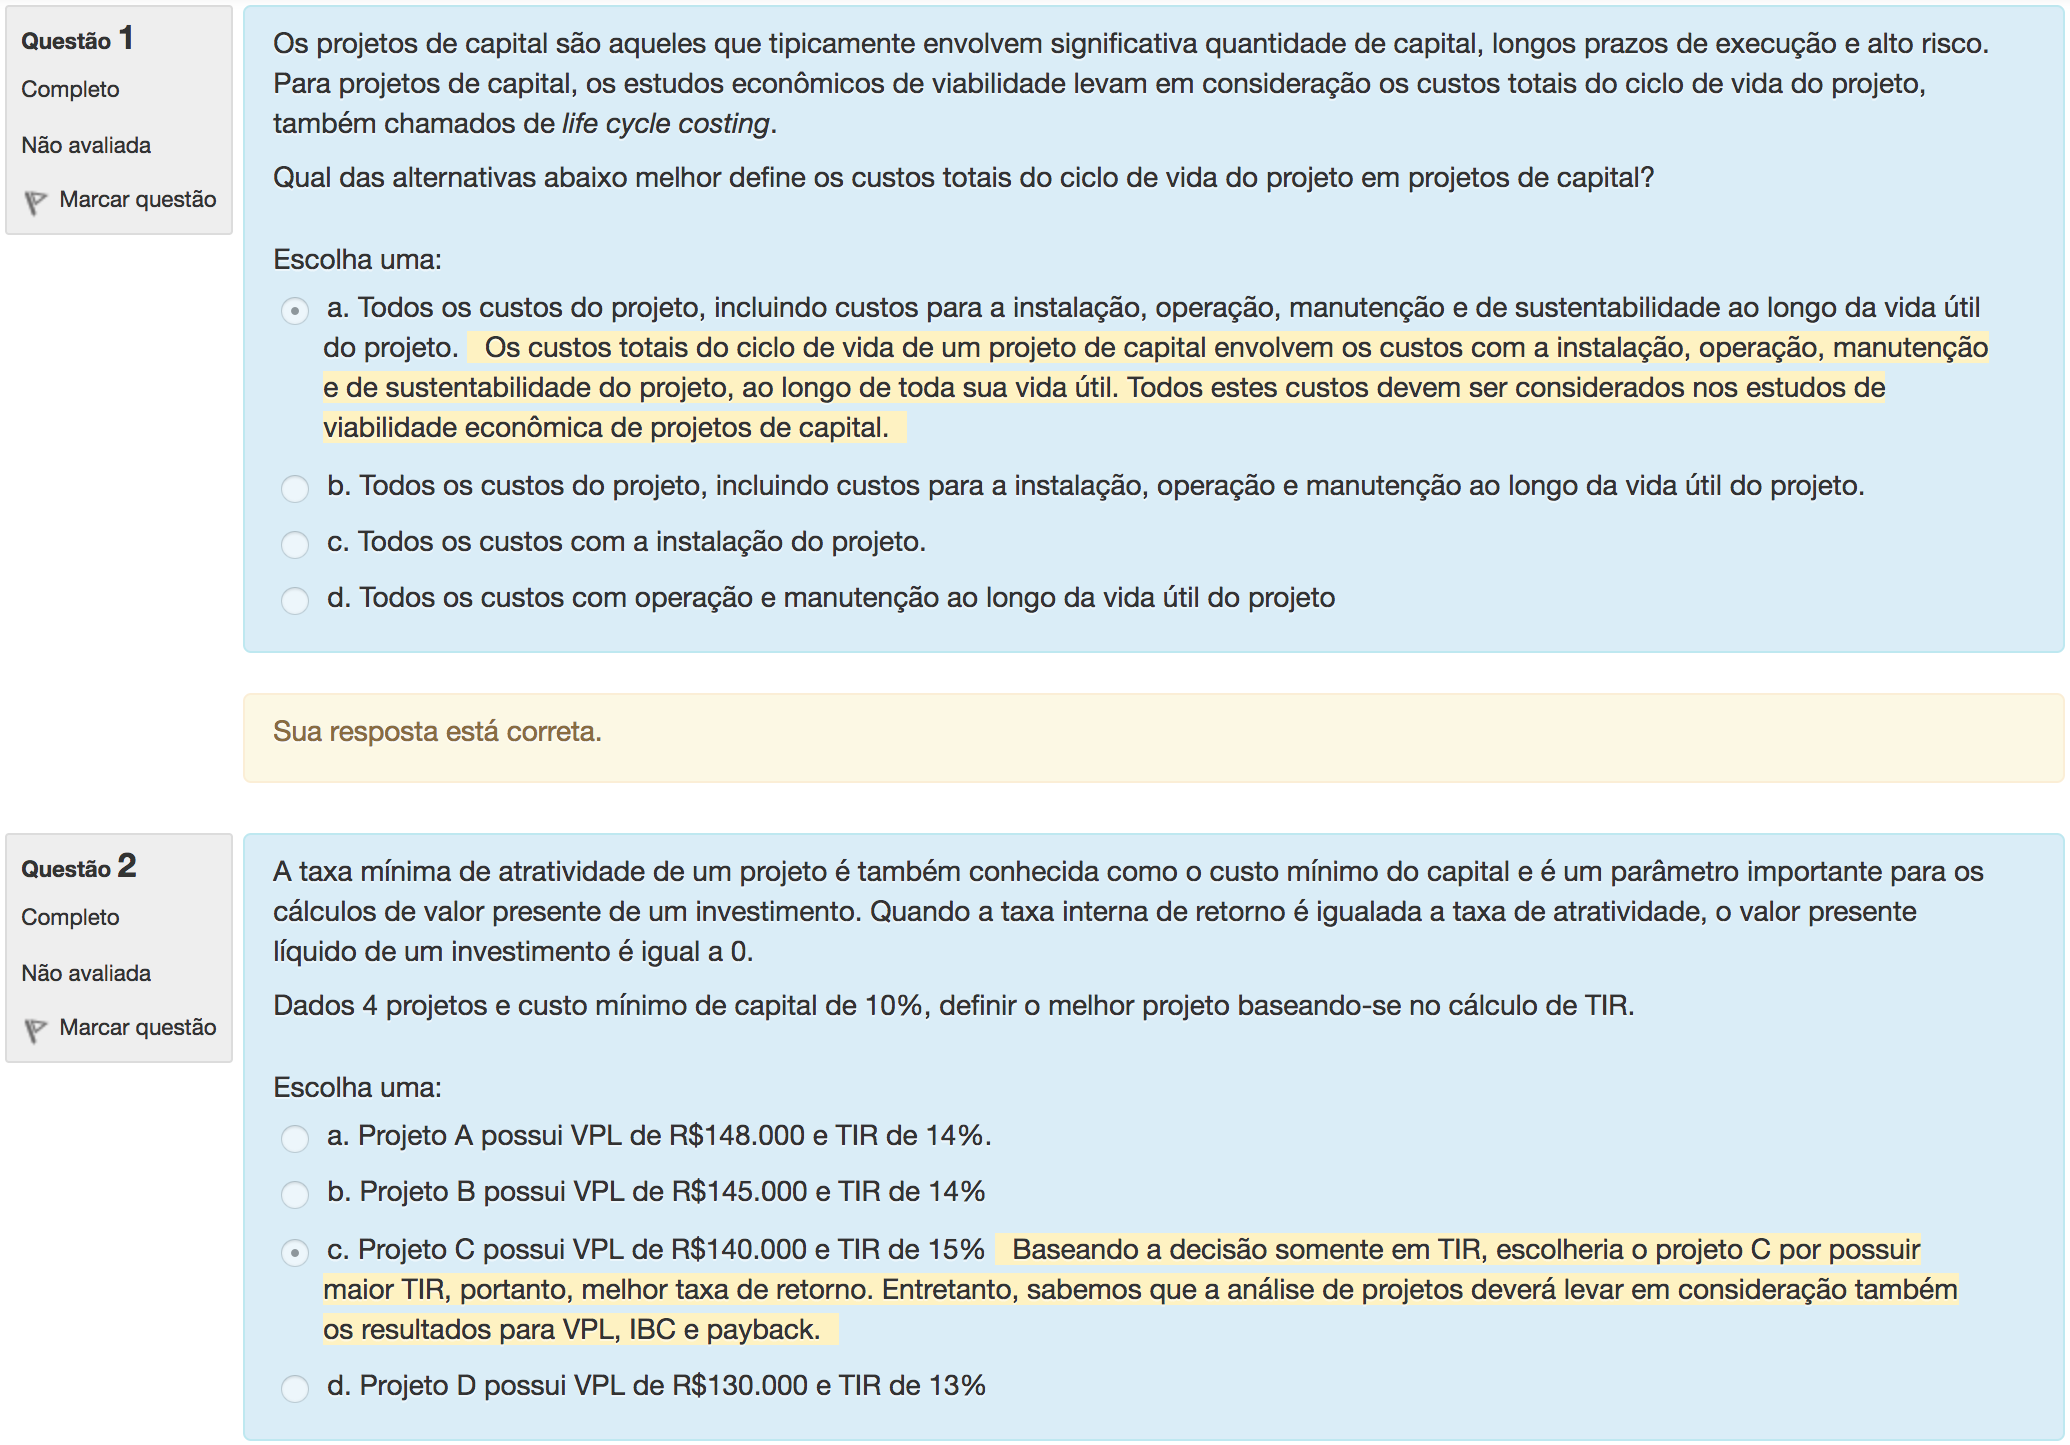 Questão 1
Completo
Não avaliada
Marcar questão
Os projetos de capital são aqueles que tipicamente envolvem significativa quantidade de capital, longos prazos de execução e alto risco.
Para projetos de capital, os estudos econômicos de viabilidade levam em consideração os custos totais do ciclo de vida do projeto,
também chamados de life cycle costing.
Qual das alternativas abaixo melhor define os custos totais do ciclo de vida do projeto em projetos de capital?
Escolha uma:
a. Todos os custos do projeto, incluindo custos para a instalação, operação, manutenção e de sustentabilidade ao longo da vida útil
do projeto. Os custos totais do ciclo de vida de um projeto de capital envolvem os custos com a instalação, operação, manutenção
e de sustentabilidade do projeto, ao longo de toda sua vida útil. Todos estes custos devem ser considerados nos estudos de
viabilidade econômica de projetos de capital.
b. Todos os custos do projeto, incluindo custos para a instalação, operação e manutenção ao longo da vida útil do projeto.
c. Todos os custos com a instalação do projeto.
d. Todos os custos com operação e manutenção ao longo da vida útil do projeto
Sua resposta está correta.
Questão 2
Completo
Não avaliada
Marcar questão
A taxa mínima de atratividade de um projeto é também conhecida como o custo mínimo do capital e é um parâmetro importante para os
cálculos de valor presente de um investimento. Quando a taxa interna de retorno é igualada a taxa de atratividade, o valor presente
líquido de um investimento é igual a 0.
Dados 4 projetos e custo mínimo de capital de 10%, definir o melhor projeto baseando-se no cálculo de TIR.
Escolha uma:
a. Projeto A possui VPL de R$148.000 e TIR de 14%.
b. Projeto B possui VPL de R$145.000 e TIR de 14%
c. Projeto C possui VPL de R$140.000 e TIR de 15% Baseando a decisão somente em TIR, escolheria o projeto C por possuir
maior TIR, portanto, melhor taxa de retorno. Entretanto, sabemos que a análise de projetos deverá levar em consideração também
os resultados para VPL, IBC e payback.
d. Projeto D possui VPL de R$130.000 e TIR de 13%